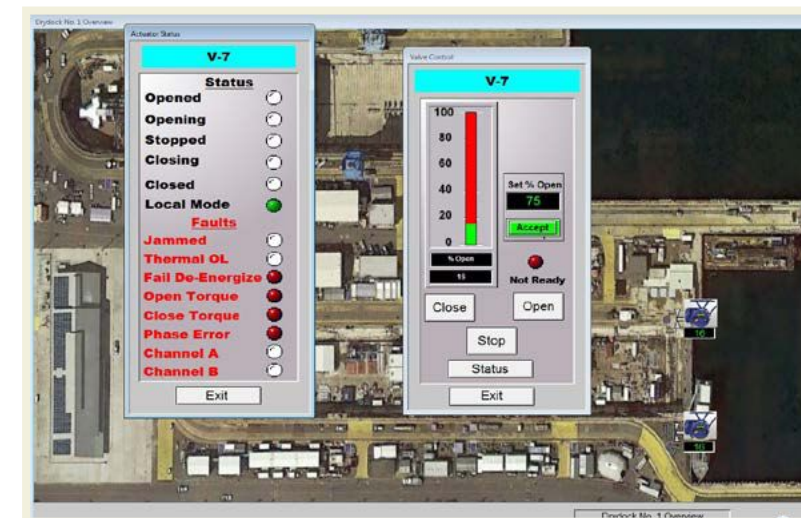 Drydock No. 1 Overview
Actuator Status
V-7
Status
Opened
Opening
Stopped
Closing
Closed
Local Mode
Faults
Jammed
Thermal OL
Fail De-Energize
Open Torque
Close Torque
Phase Error
Channel A
Channel B
Exit
Valve Control
V-7
100
80
60
40
20
0
% Open
16
Set % Open
75
Accept
Not Ready
Close
Open
Stop
Status
Exit
16
16
Drydock No. 1 Overview